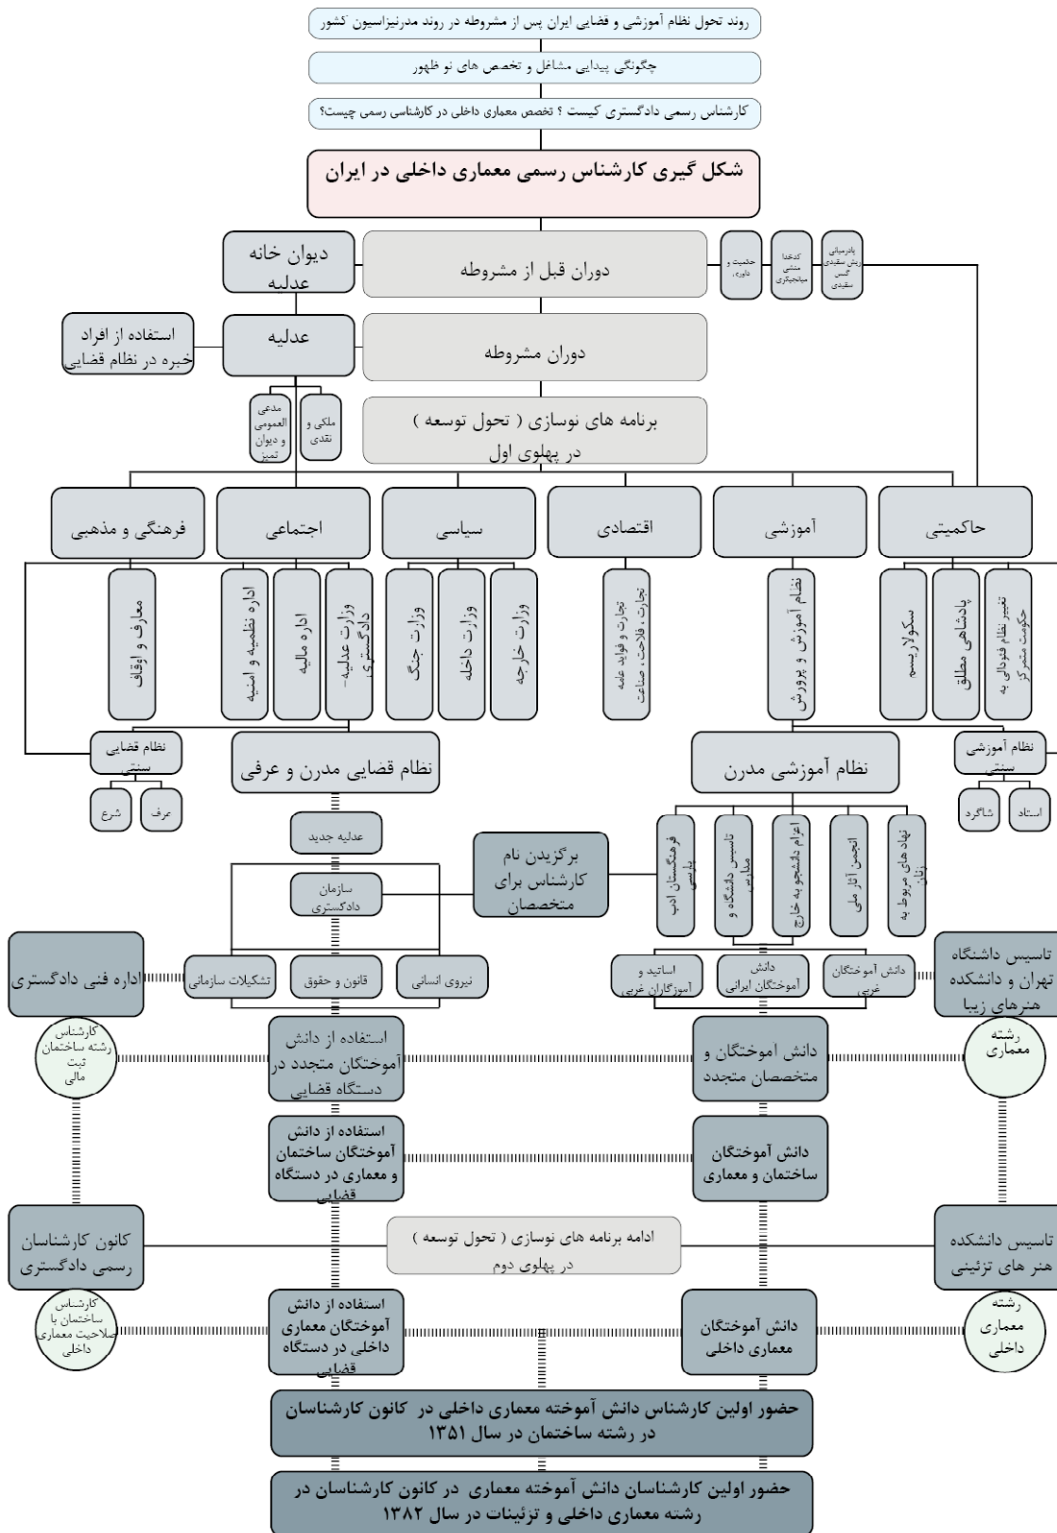 روند تحول نظام آموزشی و قضایی ایران پس از مشروطه در روند مدرنیزاسیون کشور
چگونگی پیدایی مشاغل و تخصص های نو ظهور
کارشناس رسمی دادگستری کیست ؟ تخصص معماری داخلی در کارشناسی رسمی چیست؟
شکل گیری کارشناس رسمی معماری داخلی در ایران
پادرمیانی
ریش سفیدی
گیس
سفیدی
کدخدا
منشی
میانجیگری
حکمیت و
داوری
دوران قبل از مشروطه
دیوان خانه
عدلیه
دوران مشروطه
عدلیه
استفاده از افراد
خبره در نظام قضایی
ملکی و
نقدی
مدعی
العمومی
و دیوان
تمیز
برنامه های نوسازی ( تحول توسعه )
در پهلوی اول
حاکمیتی
آموزشی
اقتصادی
سیاسی
اجتماعی
فرهنگی و مذهبی
تغییر نظام فئودالی به
حکومت متمرکز
پادشاهی مطلق
سکولاریسم
نظام آموزش و پرورش
تجارت و فواید عامه
تجارت ، فلاحت ، صناعت
وزارت خارجه
وزارت داخله
وزارت جنگ
وزارت عدلیه-
دادگستری
اداره مالیه
اداره نظمیه و امنیه
معارف و اوقاف
نظام آموزشی
سنتی
استاد
شاگرد
نظام آموزشی مدرن
نظام قضایی مدرن و عرفی
نظام قضایی
سنتی
عرف
شرع
نهاد های مربوط به
زنان
انجمن آثار ملی
اعزام دانشجو به خارج
تاسیس دانشگاه و
مدارس
فرهنگستان ادب
پارسی
برگزیدن نام
کارشناس برای
متخصصان
عدلیه جدید
سازمان
دادگستری
تاسیس داشنگاه
تهران و دانشکده
هنرهای زیبا
دانش آموختگان
غربی
دانش
آموختگان ایرانی
اساتید و
آموزگاران غربی
نیروی انسانی
قانون و حقوق
تشکیلات سازمانی
اداره فنی دادگستری
رشته
معماری
دانش آموختگان و
متخصصان متجدد
استفاده از دانش
آموختگان متجدد در
دستگاه قضایی
کارشناس
رشته ساختمان
ثبت
مالی
دانش آموختگان
ساختمان و معماری
استفاده از دانش
آموختگان ساختمان
و معماری در دستگاه
قضایی
تاسیس دانشکده
هنر های تزئینی
ادامه برنامه های نوسازی ( تحول توسعه )
در پهلوی دوم
کانون کارشناسان
رسمی دادگستری
رشته
معماری
داخلی
دانش آموختگان
معماری داخلی
استفاده از دانش
آموختگان معماری
داخلی در دستگاه
قضایی
کارشناس
ساختمان با
صلاحیت معماری
داخلی
حضور اولین کارشناس دانش آموخته معماری داخلی در کانون کارشناسان
در رشته ساختمان در سال ۱۳۵۱
حضور اولین کارشناسان دانش آموخته معماری در کانون کارشناسان در
رشته معماری داخلی و تزئینات در سال ۱۳۸۲